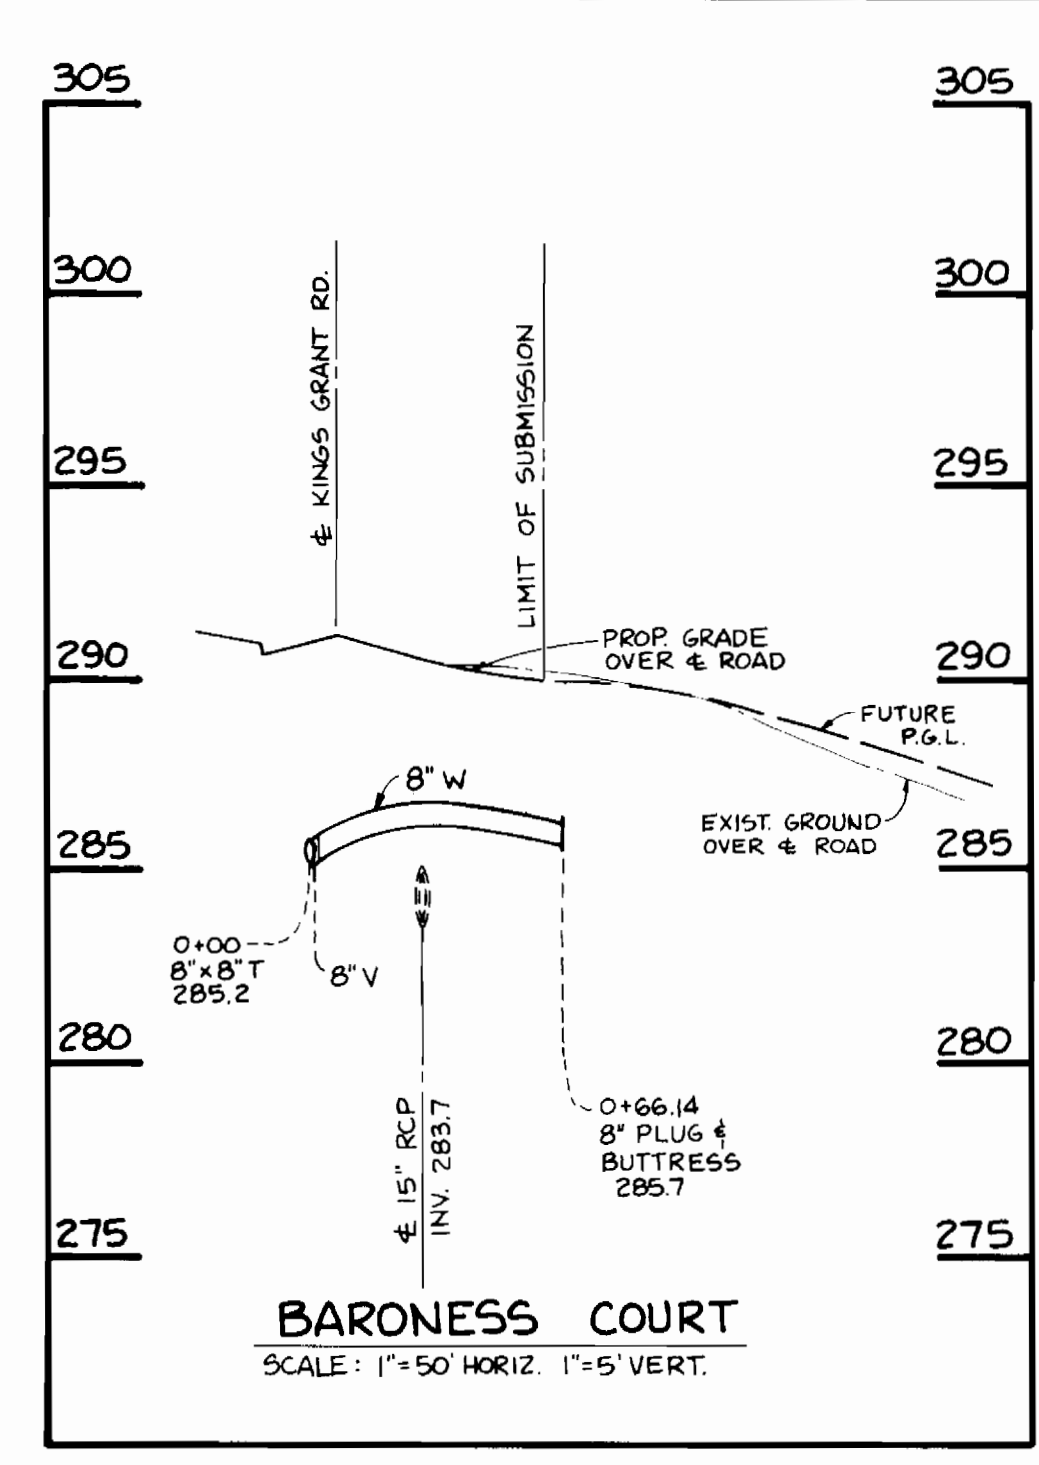 305
305
300
300
℄ KINGS GRANT RD.
LIMIT OF SUBMISSION
295
295
PROP. GRADE
OVER ℄ ROAD
290
290
FUTURE
P.G.L.
8" W
EXIST. GROUND
OVER ℄ ROAD
285
285
0+00
8"x8"T
285.2
8" V
280
280
0+66.14
8" PLUG &
BUTTRESS
285.7
℄ 15" RCP
INV. 283.7
275
275
BARONESS COURT
SCALE: 1"=50' HORIZ. 1"=5' VERT.